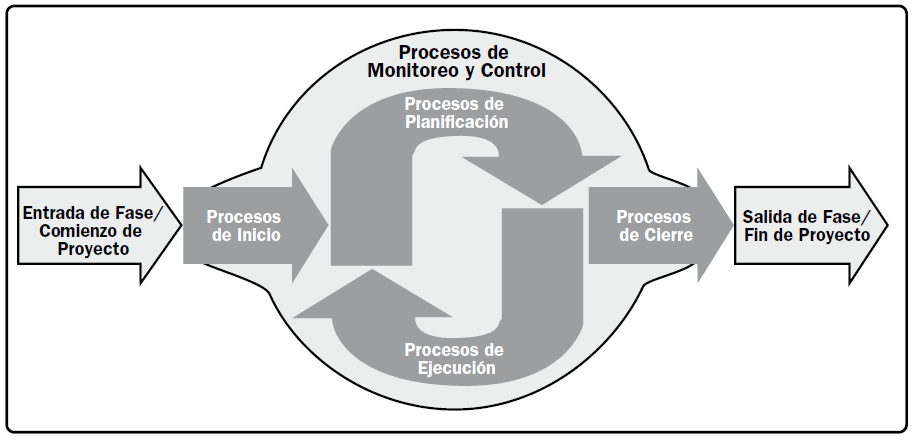 Procesos de
Monitoreo y Control
Procesos de
Planificación
Entrada de Fase/
Comienzo de
Proyecto
Procesos
de Inicio
Procesos
de Cierre
Salida de Fase/
Fin de Proyecto
Procesos de
Ejecución